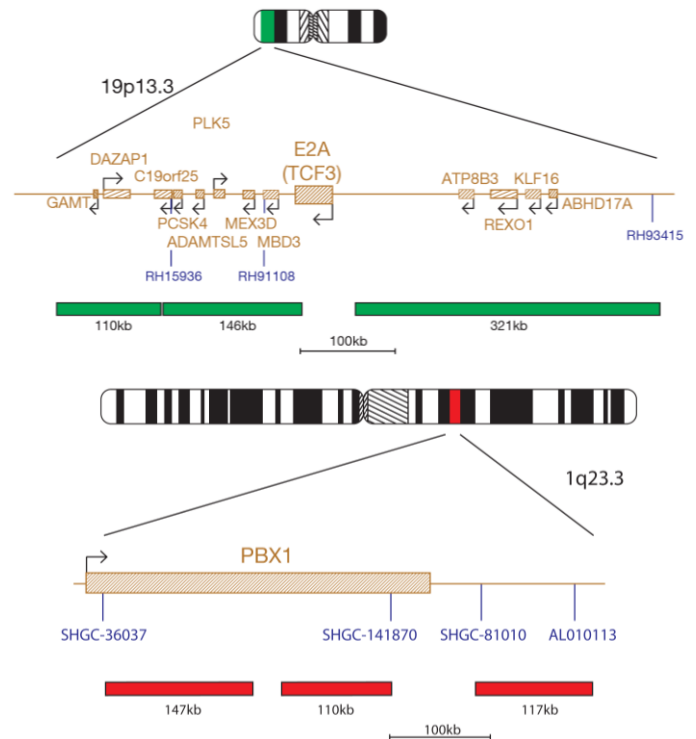 19p13.3
PLK5
DAZAP1
E2A
(TCF3)
C19orf25
ATP8B3 KLF16
GAMT
ABHD17A
PCSK4
MEX3D
REXO1
ADAMTSL5
MBD3
RH93415
RH15936
RH91108
110kb
146kb
321kb
100kb
1q23.3
PBX1
SHGC-36037
SHGC-141870
SHGC-81010
AL010113
147kb
110kb
117kb
100kb